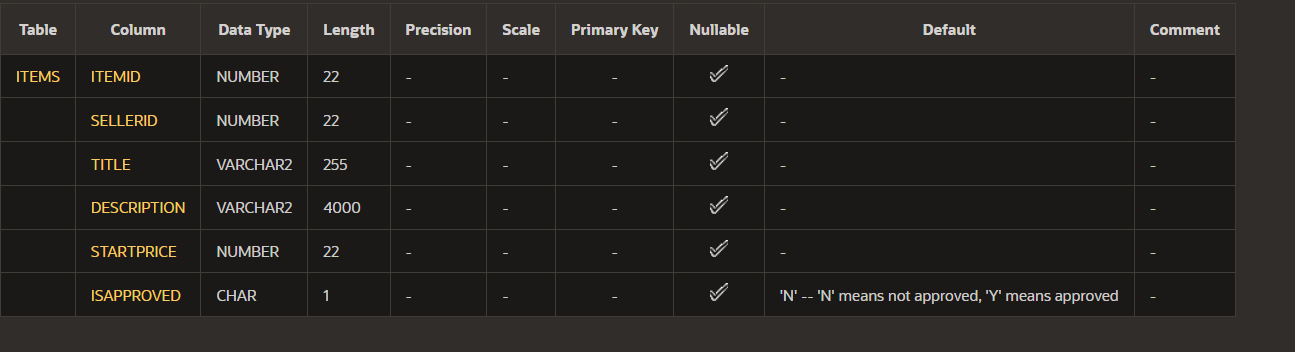 Table Column Data Type Length Precision Scale Primary Key Nullable Default Comment
ITEMS ITEMID NUMBER 22 - - - - -
SELLERID NUMBER 22 - - - - -
TITLE VARCHAR2 255 - - - - -
DESCRIPTION VARCHAR2 4000 - - - - -
STARTPRICE NUMBER 22 - - - - -
ISAPPROVED CHAR 1 - - - 'N' -- 'N' means not approved, 'Y' means approved -